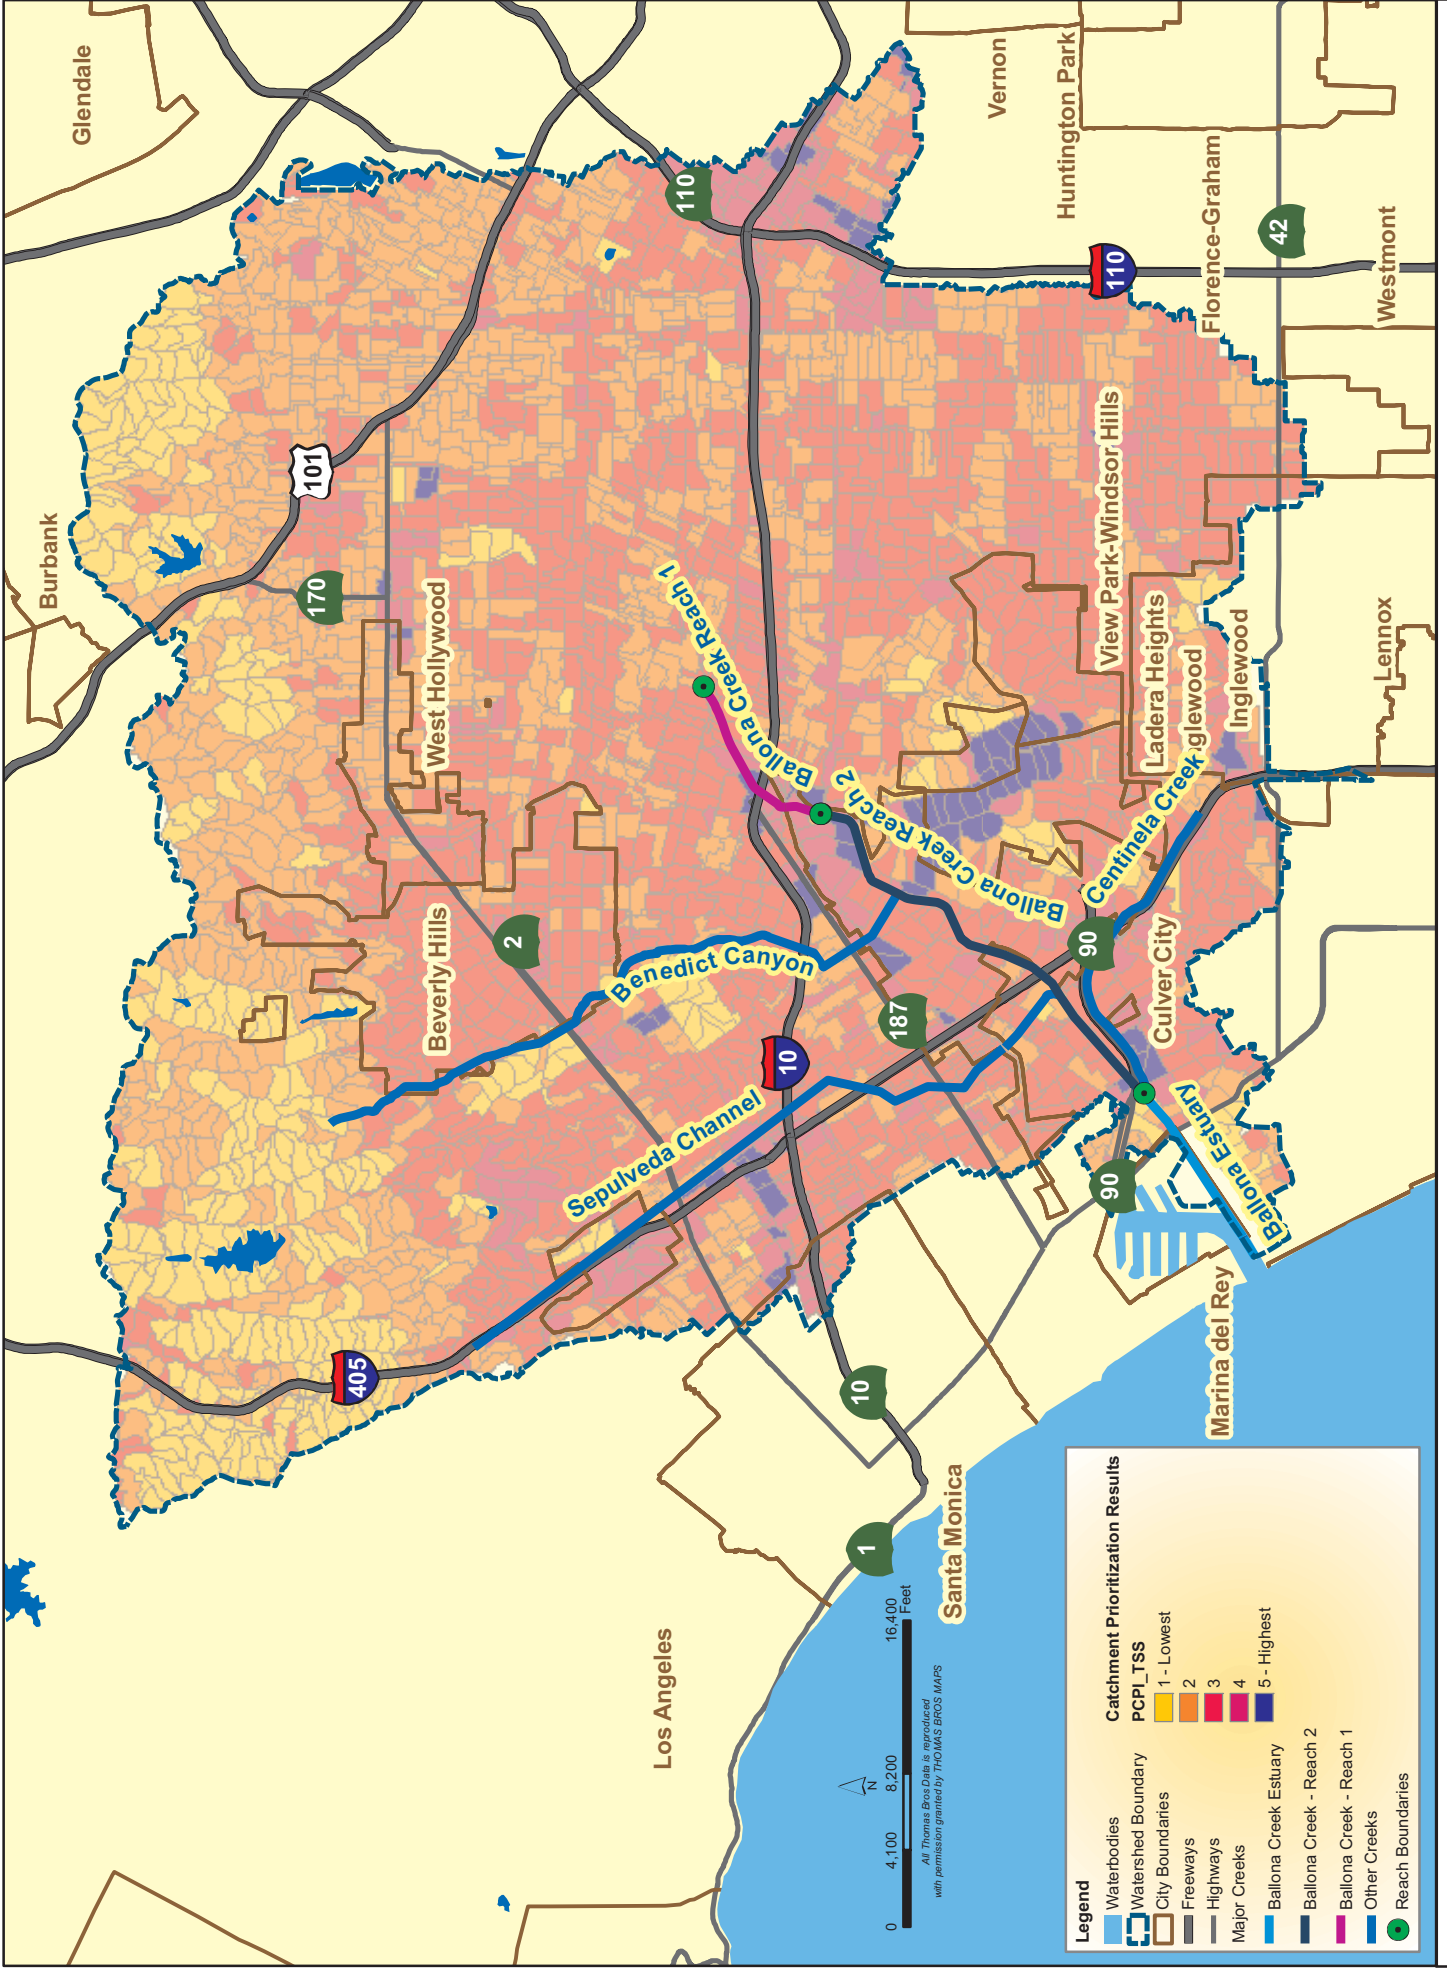 Glendale
Burbank
Vernon
Huntington Park
Florence-Graham
Westmont
110
110
42
101
170
West Hollywood
View Park-Windsor Hills
Ladera Heights
Inglewood
Inglewood
Lennox
Ballona Creek Reach 1
Ballona Creek Reach 2
Centinela Creek
Beverly Hills
2
Benedict Canyon
90
Culver City
187
10
Sepulveda Channel
90
Ballona Estuary
Marina del Rey
405
10
1
Santa Monica
Los Angeles
N
0
4,100
8,200
16,400
Feet
All Thomas Bros Data is reproduced
with permission granted by THOMAS BROS MAPS
Legend
Waterbodies
Watershed Boundary
City Boundaries
Freeways
Highways
Major Creeks
Ballona Creek Estuary
Ballona Creek - Reach 2
Ballona Creek - Reach 1
Other Creeks
Reach Boundaries
Catchment Prioritization Results
PCPI_TSS
1 - Lowest
2
3
4
5 - Highest